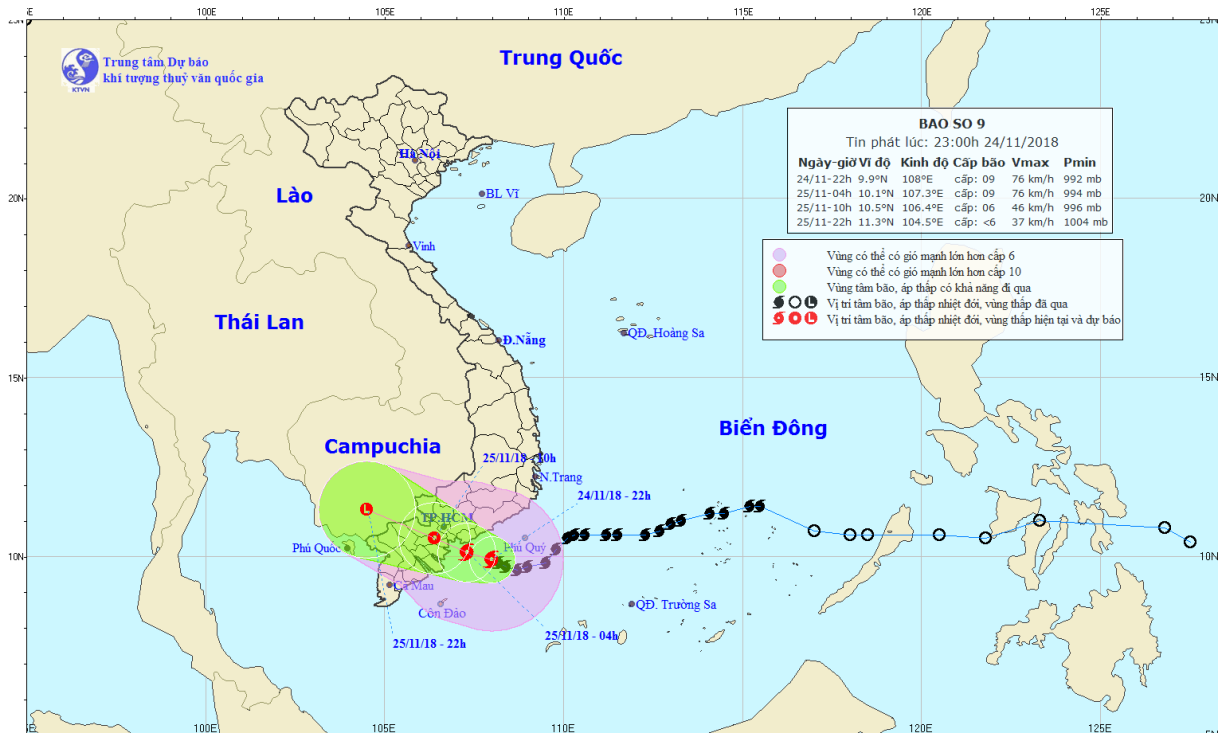 E 105E 110E 115E 120E 125E
Trung tâm Dự báo
khí tượng thuỷ văn quốc gia
KTVN
Trung Quốc
BAO SO 9
Tin phát lúc: 23:00h 24/11/2018
Ngày-giờ Vĩ độ Kinh độ Cấp bão Vmax Pmin
24/11-22h 9.9°N 108°E cấp: 09 76 km/h 992 mb
25/11-04h 10.1°N 107.3°E cấp: 09 76 km/h 994 mb
25/11-10h 10.5°N 106.4°E cấp: 06 46 km/h 996 mb
25/11-22h 11.3°N 104.5°E cấp: <6 37 km/h 1004 mb
Hà Nội
Lào
BL Vĩ
20N 20N
Vinh
Vùng có thể có gió mạnh lớn hơn cấp 6
Vùng có thể có gió mạnh lớn hơn cấp 10
Vùng tâm bão, áp thấp có khả năng đi qua
L Vị trí tâm bão, áp thấp nhiệt đới, vùng thấp đã qua
L Vị trí tâm bão, áp thấp nhiệt đới, vùng thấp hiện tại và dự báo
Thái Lan
Đ.Nẵng
QĐ. Hoàng Sa
15N 15N
Biển Đông
Campuchia
25/11/18 - 10h
N.Trang
24/11/18 - 22h
L
TP.HCM
Phú Quốc
Phú Quý
10N 10N
Cà Mau
Côn Đảo
QĐ. Trường Sa
25/11/18 - 04h
25/11/18 - 22h
100E 105E 110E 115E 120E 125E